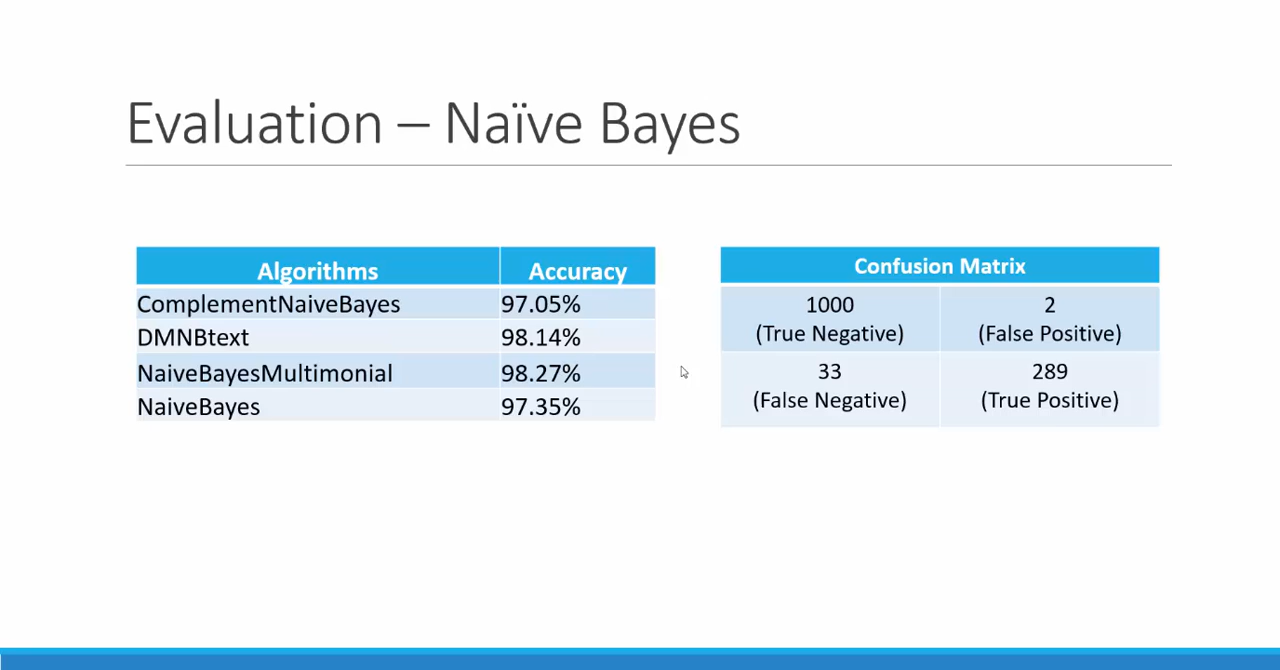 Evaluation – Naïve Bayes
Algorithms Accuracy
ComplementNaiveBayes 97.05%
DMNBtext 98.14%
NaiveBayesMultimonial 98.27%
NaiveBayes 97.35%
Confusion Matrix
1000 2
(True Negative) (False Positive)
33 289
(False Negative) (True Positive)